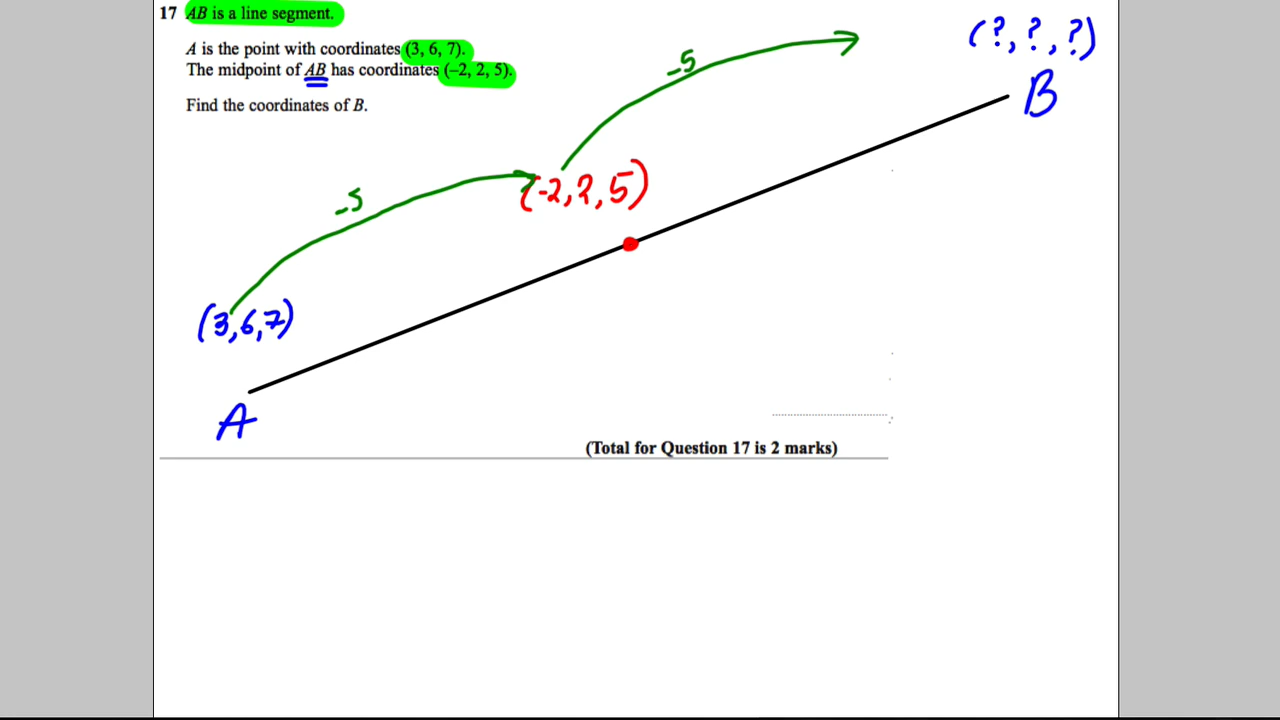 17 AB is a line segment.
A is the point with coordinates (3, 6, 7).
The midpoint of AB has coordinates (–2, 2, 5).
Find the coordinates of B.
(?, ?, ?)
B
-5
-5
(-2, 2, 5)
(3, 6, 7)
A
(Total for Question 17 is 2 marks)